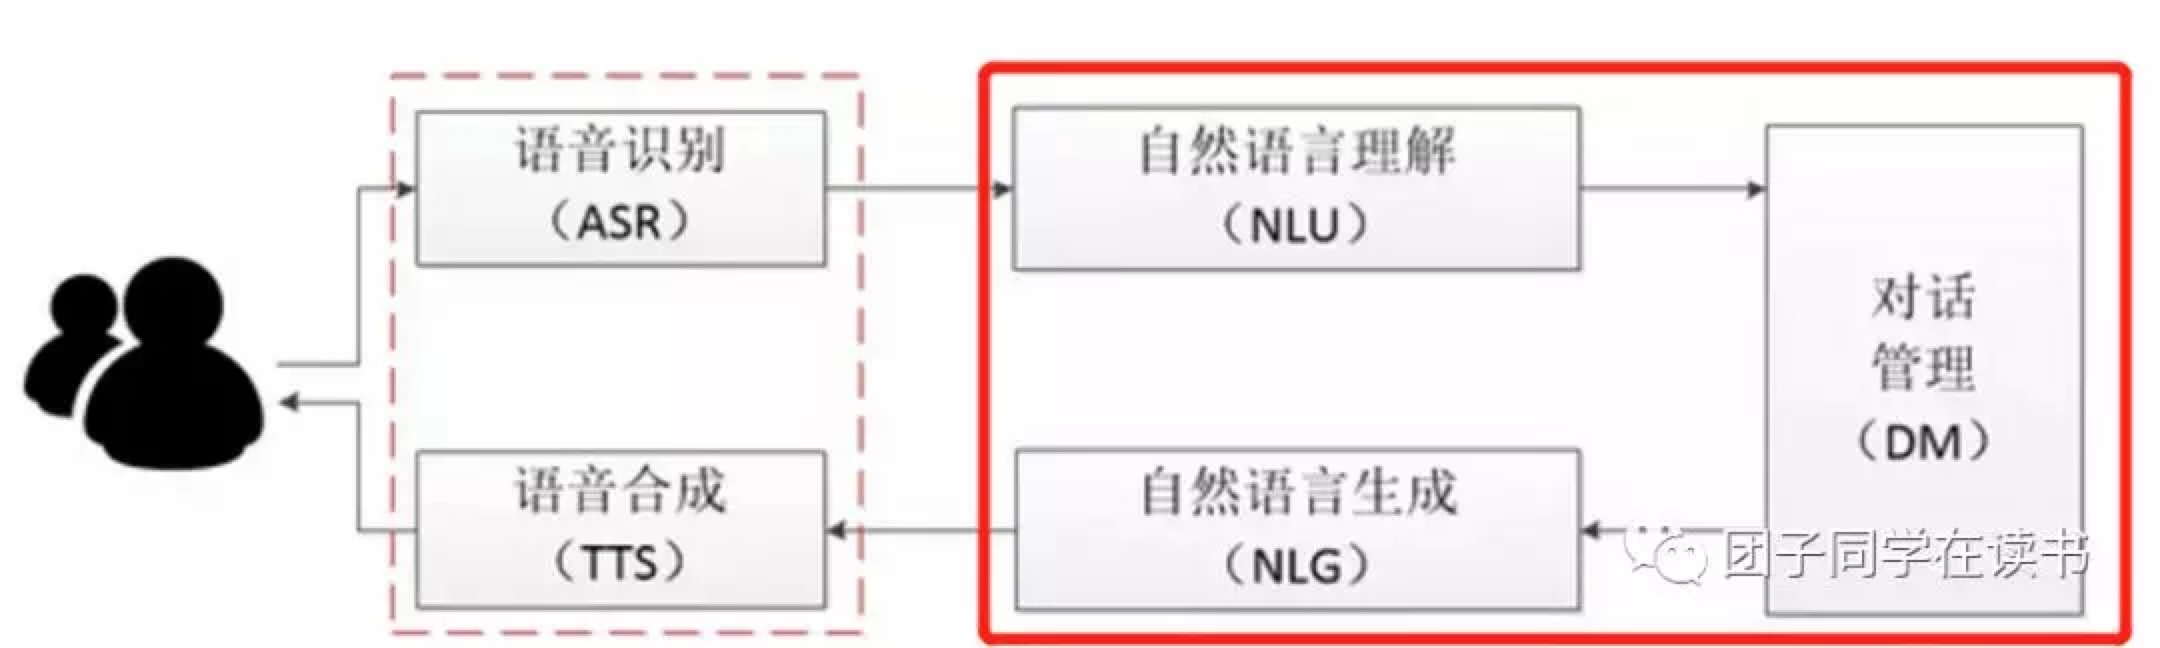 语音识别
（ASR）
自然语言理解
（NLU）
对话
管理
（DM）
语音合成
（TTS）
自然语言生成
（NLG）
团子同学在读书